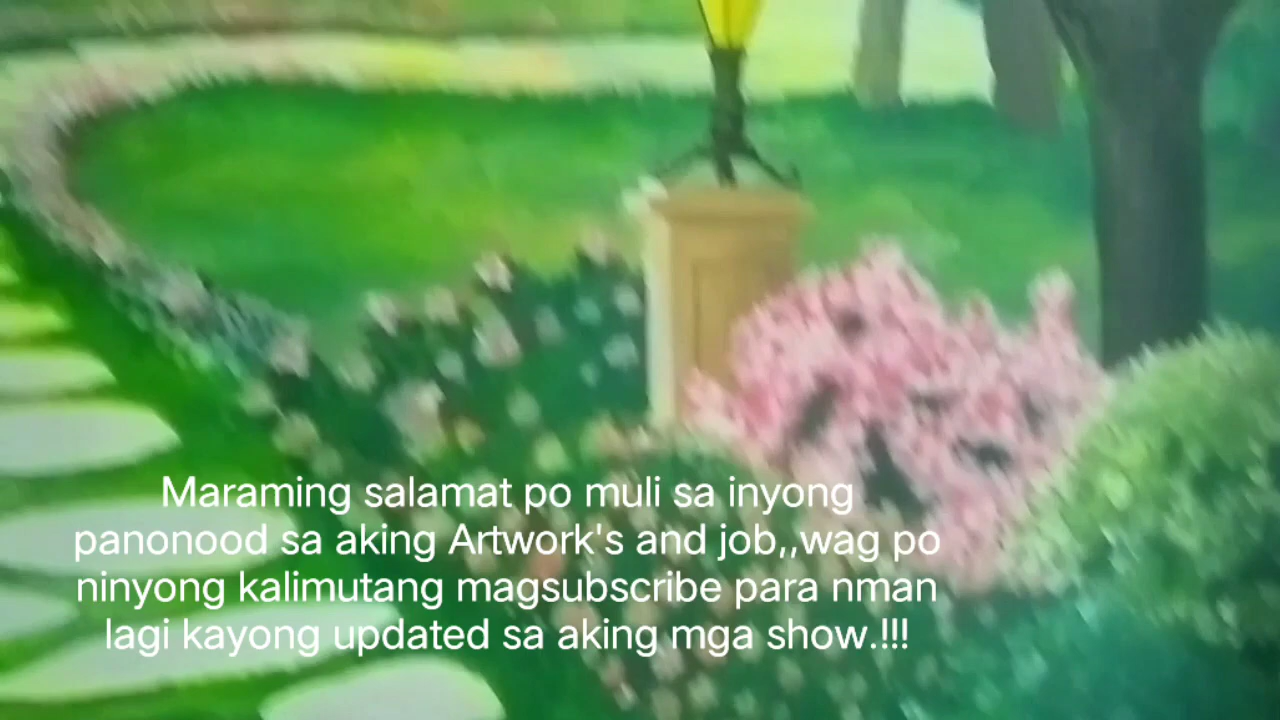 Maraming salamat po muli sa inyong
panonood sa aking Artwork's and job,,wag po
ninyong kalimutang magsubscribe para nman
lagi kayong updated sa aking mga show.!!!